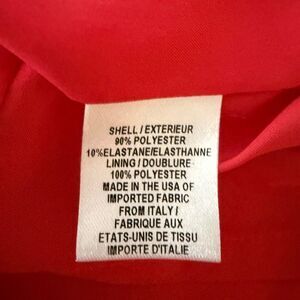 SHELL / EXTERIEUR
90% POLYESTER
10%ELASTANE/ELASTHANNE
LINING / DOUBLURE
100% POLYESTER
MADE IN THE USA OF
IMPORTED FABRIC
FROM ITALY /
FABRIQUE AUX
ETATS-UNIS DE TISSU
IMPORTE D'ITALIE